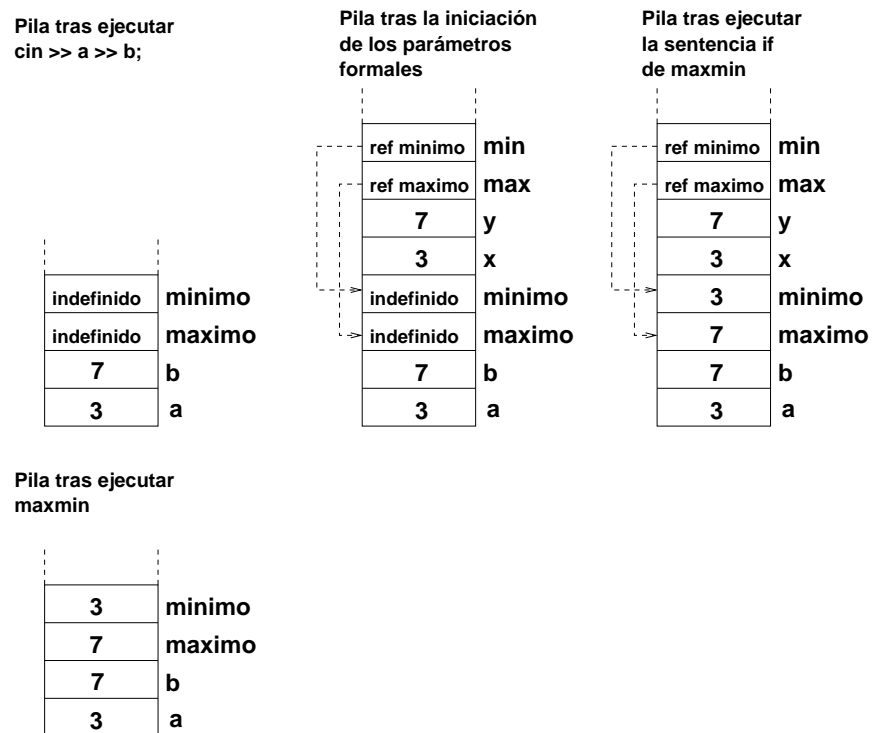 Pila tras ejecutar
cin >> a >> b;
indefinido minimo
indefinido maximo
7 b
3 a
Pila tras la iniciación
de los parámetros
formales
ref minimo min
ref maximo max
7 y
3 x
indefinido minimo
indefinido maximo
7 b
3 a
Pila tras ejecutar
la sentencia if
de maxmin
ref minimo min
ref maximo max
7 y
3 x
3 minimo
7 maximo
7 b
3 a
Pila tras ejecutar
maxmin
3 minimo
7 maximo
7 b
3 a